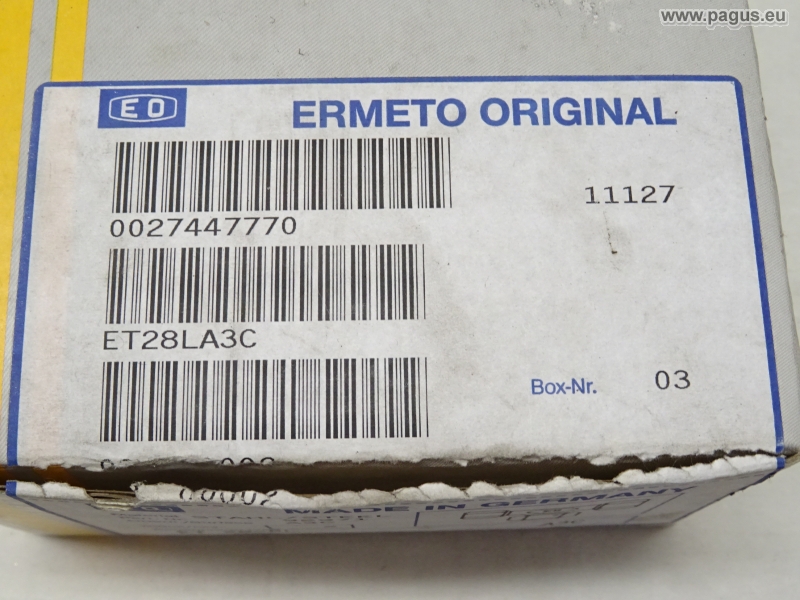 www.pagus.eu
EO ERMETO ORIGINAL
11127
0027447770
ET28LA3C
Box-Nr. 03
MADE IN GERMANY